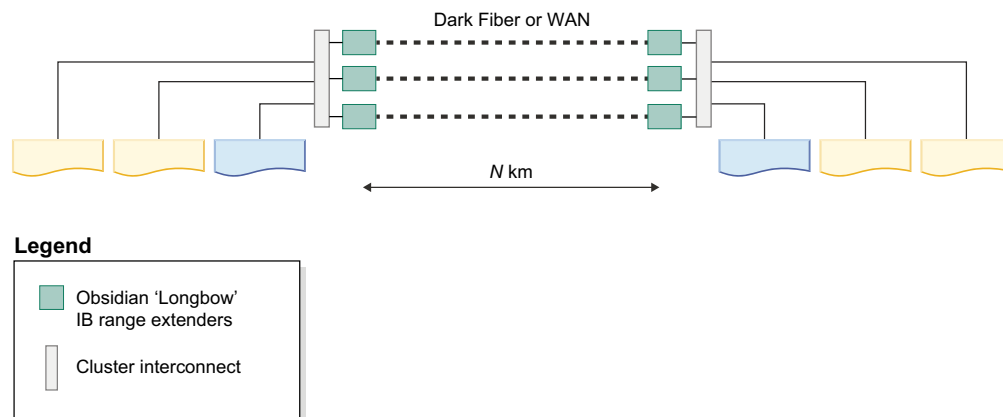 Dark Fiber or WAN
N km
Legend
Obsidian ‘Longbow’
IB range extenders
Cluster interconnect